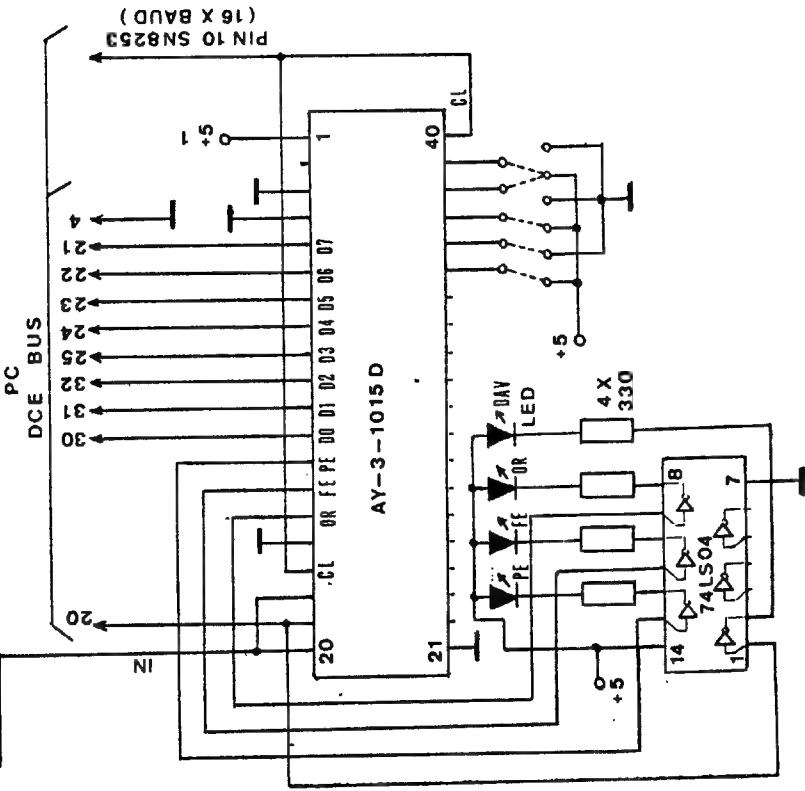 PIN 10 SN8253
( 16 X BAUD )
PC
DCE BUS
1
+5
4
21
22
23
24
25
32
31
30
20
IN
1
40
CL
D7
D6
D5
D4
D3
D2
D1
D0
PE
FE
OR
CL
20
21
AY-3-1015D
+5
DAV
LED
OR
FE
PE
4 X
330
8
7
74LS04
14
1
+5